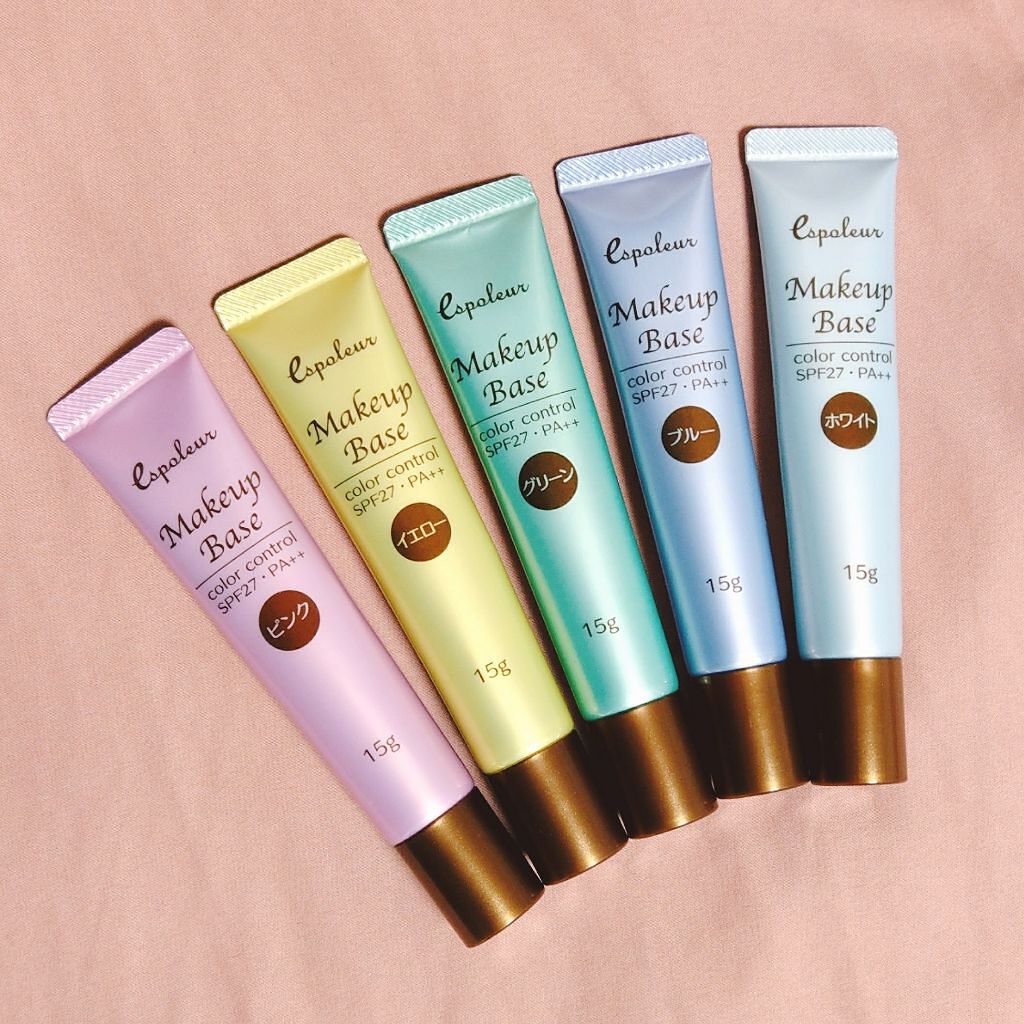 espoleur
Makeup
Base
color control
SPF27・PA++
ピンク
15g
espoleur
Makeup
Base
color control
SPF27・PA++
イエロー
15g
espoleur
Makeup
Base
color control
SPF27・PA++
グリーン
15g
espoleur
Makeup
Base
color control
SPF27・PA++
ブルー
15g
espoleur
Makeup
Base
color control
SPF27・PA++
ホワイト
15g